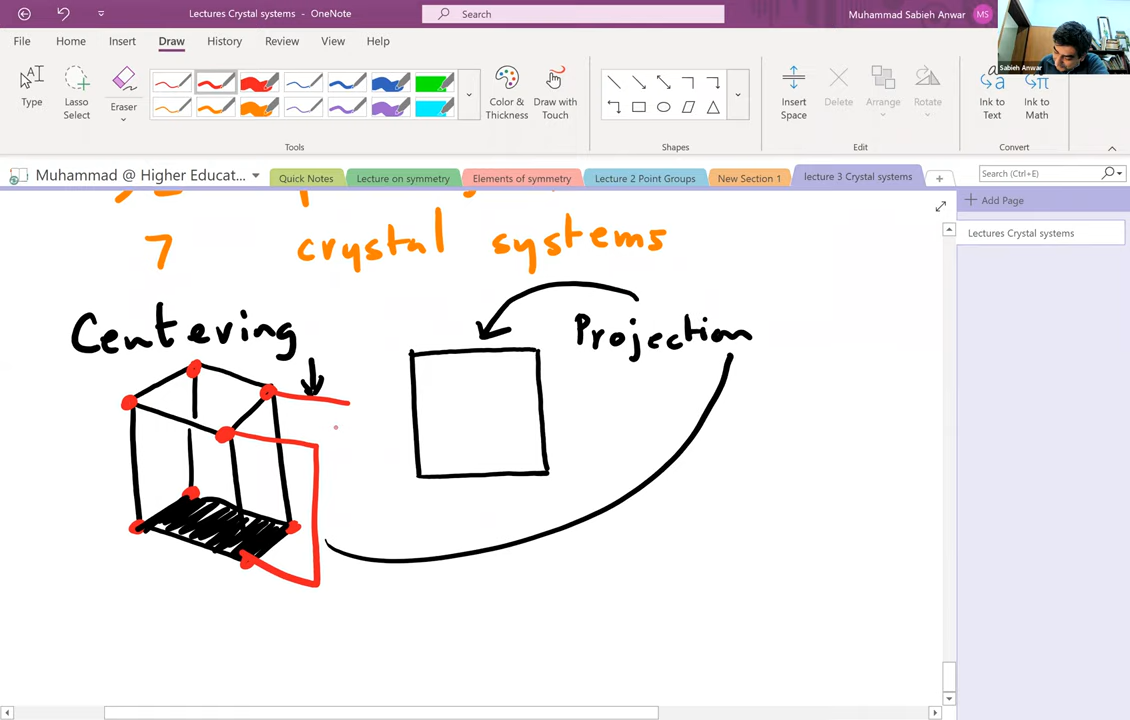 Lectures Crystal systems - OneNote
Search
Muhammad Sabieh Anwar
MS
File Home Insert Draw History Review View Help
Sabieh Anwar
Type
Lasso Select
Eraser
Color & Thickness
Draw with Touch
Insert Space
Delete
Arrange
Rotate
Ink to Text
Ink to Math
Tools
Shapes
Edit
Convert
Muhammad @ Higher Educat...
Quick Notes
Lecture on symmetry
Elements of symmetry
Lecture 2 Point Groups
New Section 1
lecture 3 Crystal systems
Search (Ctrl+E)
Add Page
Lectures Crystal systems
7 crystal systems
Centering
Projection